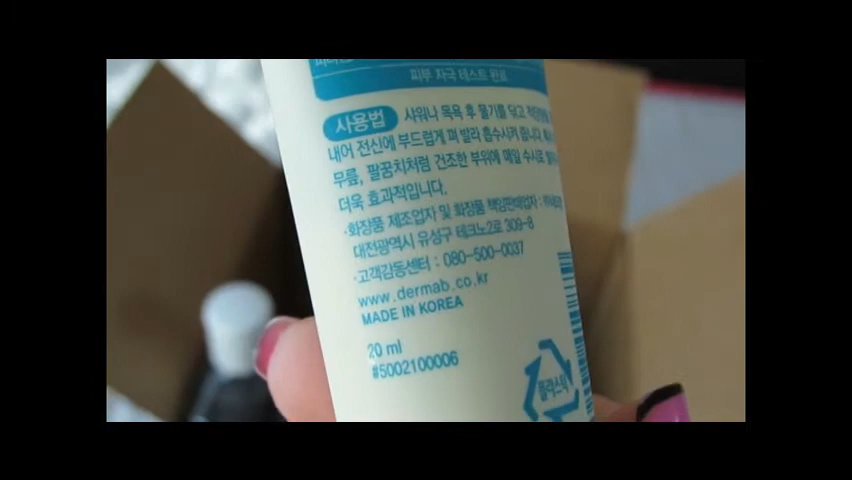 피부 자극 테스트 완료
사용법 샤워나 목욕 후 물기를 닦고 적당량을
내어 전신에 부드럽게 펴 발라 흡수시켜 줍니다.
무릎, 팔꿈치처럼 건조한 부위에 매일 수시로
더욱 효과적입니다.
·화장품 제조업자 및 화장품 책임판매업자 :
대전광역시 유성구 테크노2로 309-8
·고객감동센터 : 080-500-0037
www.dermab.co.kr
MADE IN KOREA
20 ml
#5002100006
플라스틱